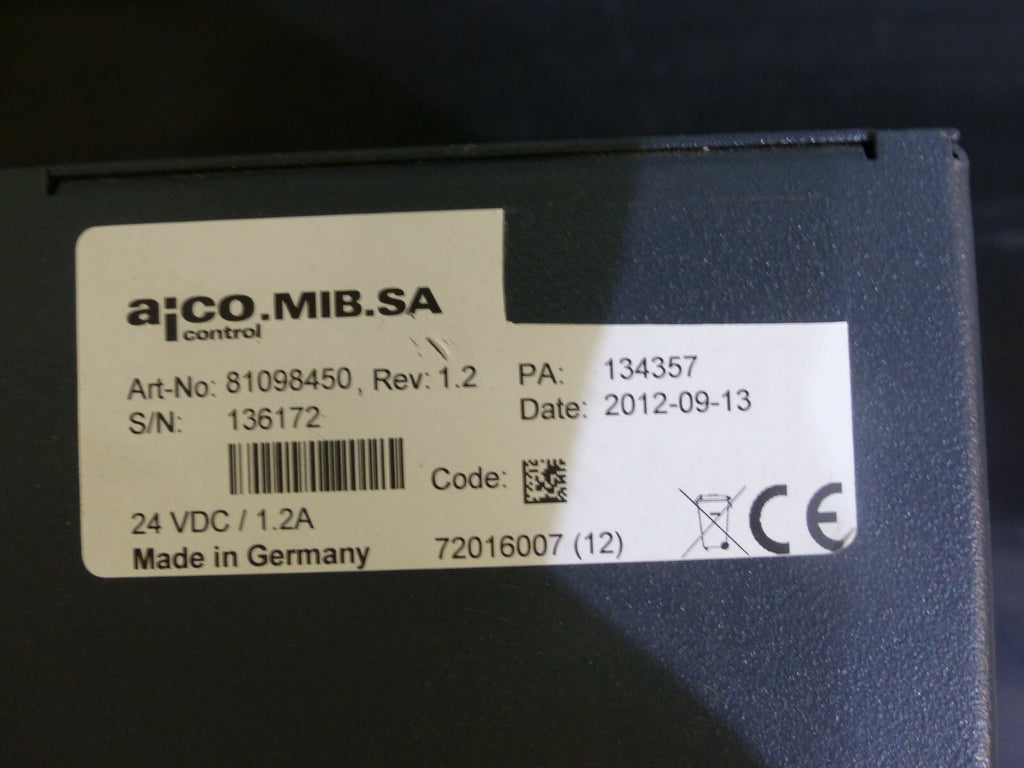 aico.MIB.SA
control
Art-No: 81098450, Rev: 1.2
S/N: 136172
PA: 134357
Date: 2012-09-13
Code:
24 VDC / 1.2A
Made in Germany
72016007 (12)
CE